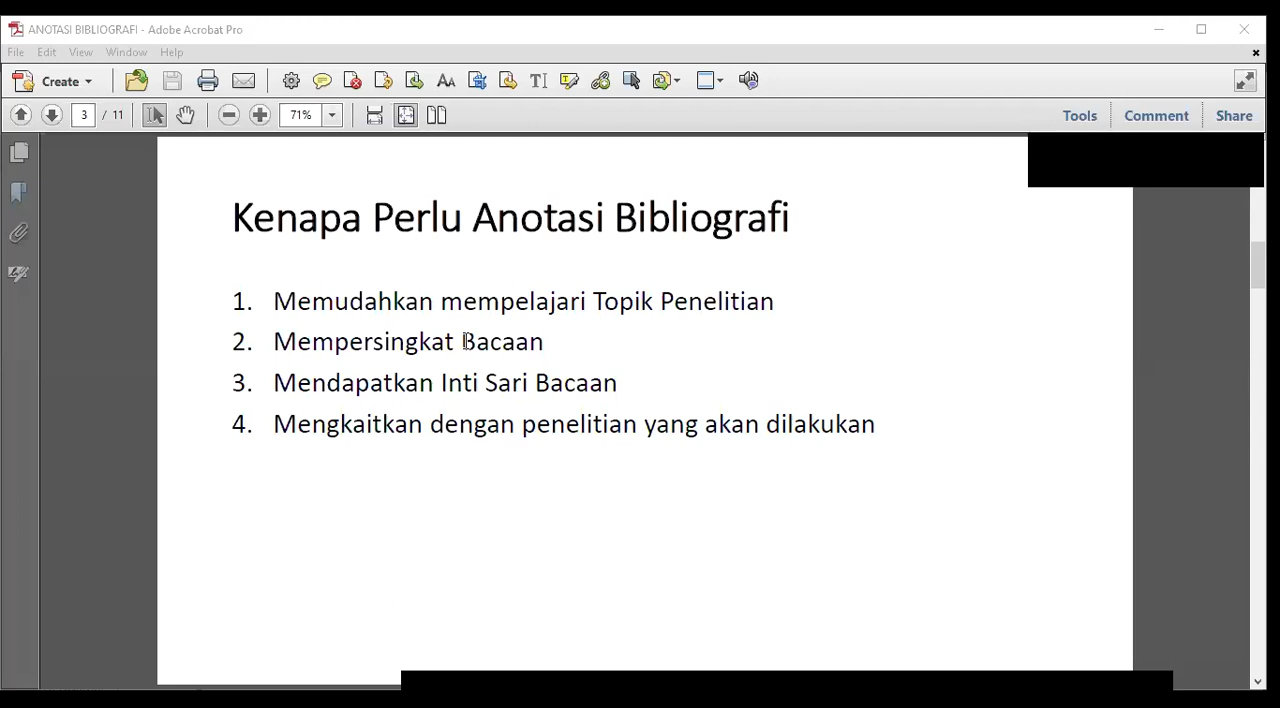 ANOTASI BIBLIOGRAFI - Adobe Acrobat Pro
File Edit View Window Help
Create
3 / 11 71% Tools Comment Share
Kenapa Perlu Anotasi Bibliografi
1. Memudahkan mempelajari Topik Penelitian
2. Mempersingkat Bacaan
3. Mendapatkan Inti Sari Bacaan
4. Mengkaitkan dengan penelitian yang akan dilakukan